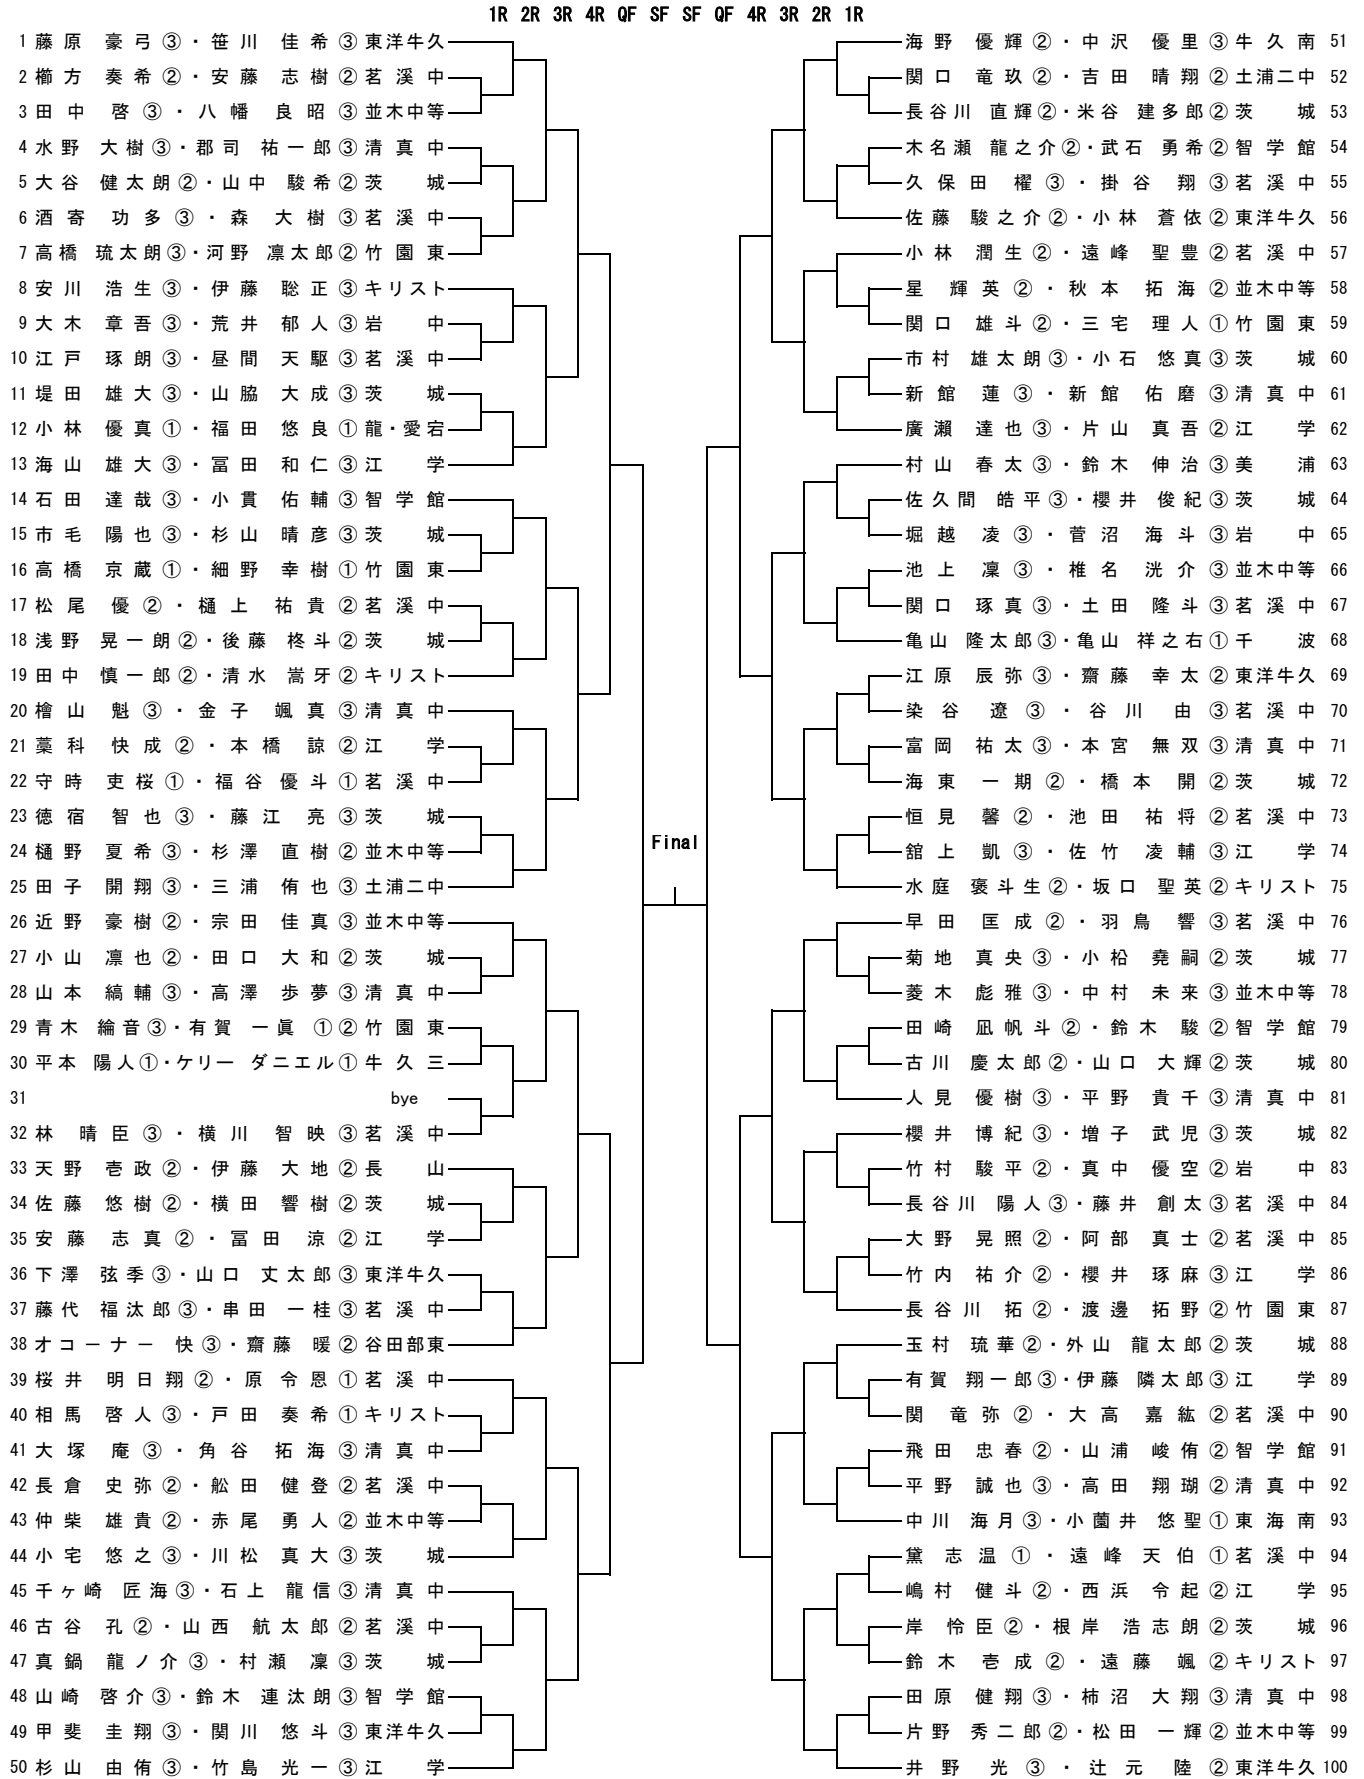 1R 2R 3R 4R QF SF SF QF 4R 3R 2R 1R
1 藤原 豪弓③・笹川 佳希③ 東洋牛久
2 櫛方 奏希②・安藤 志樹② 茗溪中
3 田中 啓③・八幡 良昭③ 並木中等
4 水野 大樹③・郡司 祐一郎③ 清真中
5 大谷 健太朗②・山中 駿希② 茨城
6 酒寄 功多③・森 大樹③ 茗溪中
7 高橋 琉太朗③・河野 凛太郎② 竹園東
8 安川 浩生③・伊藤 聡正③ キリスト
9 大木 章吾③・荒井 郁人③ 岩中
10 江戸 琢朗③・昼間 天駆③ 茗溪中
11 堤田 雄大③・山脇 大成③ 茨城
12 小林 優真①・福田 悠良① 龍・愛宕
13 海山 雄大③・冨田 和仁③ 江学
14 石田 達哉③・小貫 佑輔③ 智学館
15 市毛 陽也③・杉山 晴彦③ 茨城
16 高橋 京蔵①・細野 幸樹① 竹園東
17 松尾 優②・樋上 祐貴② 茗溪中
18 浅野 晃一朗②・後藤 柊斗② 茨城
19 田中 慎一郎②・清水 嵩牙② キリスト
20 檜山 魁③・金子 颯真③ 清真中
21 藁科 快成②・本橋 諒② 江学
22 守時 吏桜①・福谷 優斗① 茗溪中
23 徳宿 智也③・藤江 亮③ 茨城
24 樋野 夏希③・杉澤 直樹② 並木中等
25 田子 開翔③・三浦 侑也③ 土浦二中
26 近野 豪樹②・宗田 佳真③ 並木中等
27 小山 凛也②・田口 大和② 茨城
28 山本 縞輔③・高澤 歩夢③ 清真中
29 青木 綸音③・有賀 一眞 ①② 竹園東
30 平本 陽人①・ケリー ダニエル① 牛久三
31 bye
32 林 晴臣③・横川 智映③ 茗溪中
33 天野 壱政②・伊藤 大地② 長山
34 佐藤 悠樹②・横田 響樹② 茨城
35 安藤 志真②・冨田 涼② 江学
36 下澤 弦季③・山口 丈太郎③ 東洋牛久
37 藤代 福汰郎③・串田 一桂③ 茗溪中
38 オコーナー 快③・齋藤 暖② 谷田部東
39 桜井 明日翔②・原 令恩① 茗溪中
40 相馬 啓人③・戸田 奏希① キリスト
41 大塚 庵③・角谷 拓海③ 清真中
42 長倉 史弥②・舩田 健登② 茗溪中
43 仲柴 雄貴②・赤尾 勇人② 並木中等
44 小宅 悠之③・川松 真大③ 茨城
45 千ヶ崎 匠海③・石上 龍信③ 清真中
46 古谷 孔②・山西 航太郎② 茗溪中
47 真鍋 龍ノ介③・村瀬 凜③ 茨城
48 山崎 啓介③・鈴木 連汰朗③ 智学館
49 甲斐 圭翔③・関川 悠斗③ 東洋牛久
50 杉山 由侑③・竹島 光一③ 江学
Final
海野 優輝②・中沢 優里③ 牛久南 51
関口 竜玖②・吉田 晴翔② 土浦二中 52
長谷川 直輝②・米谷 建多郎② 茨城 53
木名瀬 龍之介②・武石 勇希② 智学館 54
久保田 櫂③・掛谷 翔③ 茗溪中 55
佐藤 駿之介②・小林 蒼依② 東洋牛久 56
小林 潤生②・遠峰 聖豊② 茗溪中 57
星 輝英②・秋本 拓海② 並木中等 58
関口 雄斗②・三宅 理人① 竹園東 59
市村 雄太朗③・小石 悠真③ 茨城 60
新館 蓮③・新館 佑磨③ 清真中 61
廣瀬 達也③・片山 真吾② 江学 62
村山 春太③・鈴木 伸治③ 美浦 63
佐久間 皓平③・櫻井 俊紀③ 茨城 64
堀越 凌③・菅沼 海斗③ 岩中 65
池上 凜③・椎名 洸介③ 並木中等 66
関口 琢真③・土田 隆斗③ 茗溪中 67
亀山 隆太郎③・亀山 祥之右① 千波 68
江原 辰弥③・齋藤 幸太② 東洋牛久 69
染谷 遼③・谷川 由③ 茗溪中 70
富岡 祐太③・本宮 無双③ 清真中 71
海東 一期②・橋本 開② 茨城 72
恒見 馨②・池田 祐将② 茗溪中 73
舘上 凱③・佐竹 凌輔③ 江学 74
水庭 褒斗生②・坂口 聖英② キリスト 75
早田 匡成②・羽鳥 響③ 茗溪中 76
菊地 真央③・小松 堯嗣② 茨城 77
菱木 彪雅③・中村 未来③ 並木中等 78
田崎 凪帆斗②・鈴木 駿② 智学館 79
古川 慶太郎②・山口 大輝② 茨城 80
人見 優樹③・平野 貴千③ 清真中 81
櫻井 博紀③・増子 武児③ 茨城 82
竹村 駿平②・真中 優空② 岩中 83
長谷川 陽人③・藤井 創太③ 茗溪中 84
大野 晃照②・阿部 真士② 茗溪中 85
竹内 祐介②・櫻井 琢麻③ 江学 86
長谷川 拓②・渡邊 拓野② 竹園東 87
玉村 琉華②・外山 龍太郎② 茨城 88
有賀 翔一郎③・伊藤 隣太郎③ 江学 89
関 竜弥②・大高 嘉紘② 茗溪中 90
飛田 忠春②・山浦 峻侑② 智学館 91
平野 誠也③・高田 翔瑚② 清真中 92
中川 海月③・小薗井 悠聖① 東海南 93
黛 志温①・遠峰 天伯① 茗溪中 94
嶋村 健斗②・西浜 令起② 江学 95
岸 怜臣②・根岸 浩志朗② 茨城 96
鈴木 壱成②・遠藤 颯② キリスト 97
田原 健翔③・柿沼 大翔③ 清真中 98
片野 秀二郎②・松田 一輝② 並木中等 99
井野 光③・辻元 陸② 東洋牛久 100